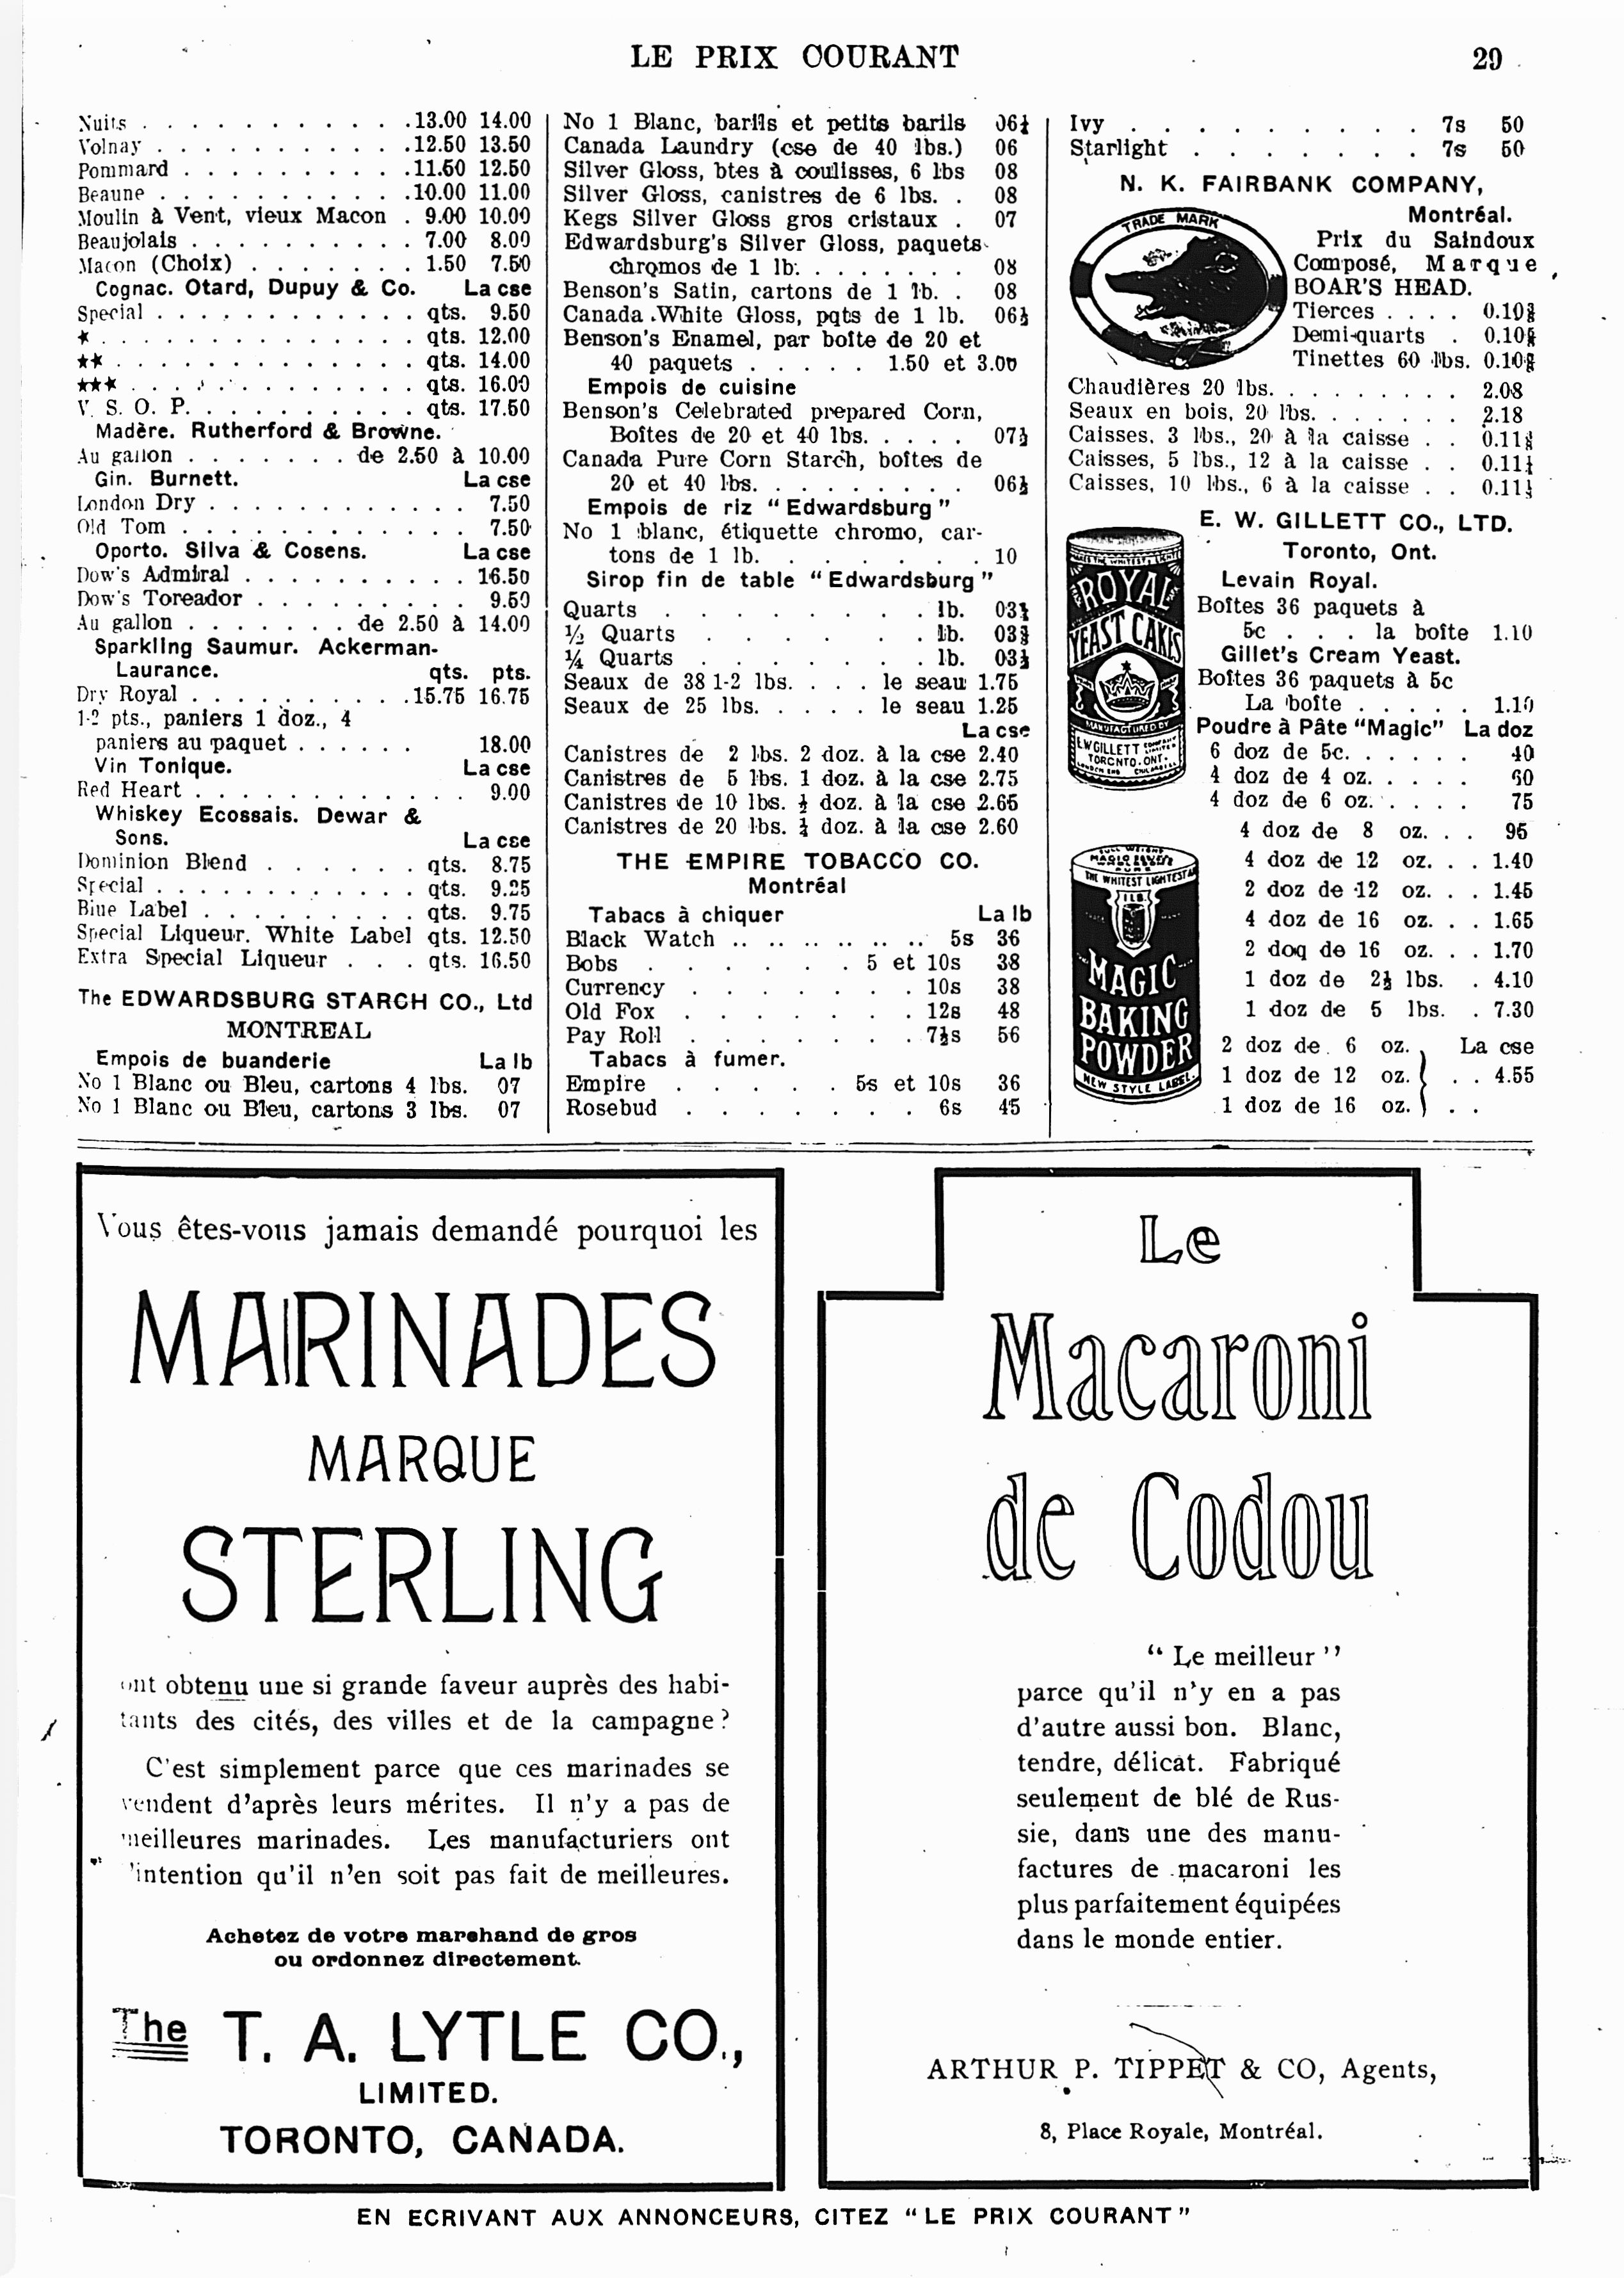 LE PRIX COURANT 29
Nuits . . . . . . . . . . . 13.00 14.00
Volnay . . . . . . . . . . 12.50 13.50
Pommard . . . . . . . . . 11.50 12.50
Beaune . . . . . . . . . . 10.00 11.00
Moulin à Vent, vieux Macon . 9.00 10.00
Beaujolais . . . . . . . . . . 7.00 8.00
Macon (Choix) . . . . . . . 1.50 7.50
Cognac. Otard, Dupuy & Co. La cse
Special . . . . . . . . . . . . qts. 9.50
★ . . . . . . . . . . . . . . qts. 12.00
★★ . . . . . . . . . . . . . qts. 14.00
★★★ . . . . . . . . . . . . qts. 16.00
V. S. O. P. . . . . . . . . . . qts. 17.50
Madère. Rutherford & Browne.
Au gallon . . . . . . . de 2.50 à 10.00
Gin. Burnett. La cse
London Dry . . . . . . . . . . . . 7.50
Old Tom . . . . . . . . . . . . . 7.50
Oporto. Silva & Cosens. La cse
Dow's Admiral . . . . . . . . . . 16.50
Dow's Toreador . . . . . . . . . 9.50
Au gallon . . . . . . . de 2.50 à 14.00
Sparkling Saumur. Ackerman-
Laurance. qts. pts.
Dry Royal . . . . . . . . . . 15.75 16.75
1-2 pts., paniers 1 doz., 4
paniers au paquet . . . . . . 18.00
Vin Tonique. La cse
Red Heart . . . . . . . . . . . . 9.00
Whiskey Ecossais. Dewar &
Sons. La cse
Dominion Blend . . . . . . qts. 8.75
Special . . . . . . . . . . . . qts. 9.25
Blue Label . . . . . . . . . qts. 9.75
Special Liqueur. White Label qts. 12.50
Extra Special Liqueur . . . qts. 16.50
The EDWARDSBURG STARCH CO., Ltd
MONTREAL
Empois de buanderie La lb
No 1 Blanc ou Bleu, cartons 4 lbs. 07
No 1 Blanc ou Bleu, cartons 3 lbs. 07
No 1 Blanc, barils et petits barils
Canada Laundry (cse de 40 lbs.) 06
Silver Gloss, btes à coulisses, 6 lbs 08
Silver Gloss, canistres de 6 lbs. . 08
Kegs Silver Gloss gros cristaux . 07
Edwardsburg's Silver Gloss, paquets
chromos de 1 lb. . . . . . . . 08
Benson's Satin, cartons de 1 lb. . 08
Canada White Gloss, pqts de 1 lb.
Benson's Enamel, par boite de 20 et
40 paquets . . . . . . 1.50 et 3.00
Empois de cuisine
Benson's Celebrated prepared Corn,
Boites de 20 et 40 lbs. . . . . 07½
Canada Pure Corn Starch, boites de
20 et 40 lbs. . . . . . . . . .
Empois de riz "Edwardsburg"
No 1 blanc, étiquette chromo, car-
tons de 1 lb. . . . . . . . . 10
Sirop fin de table "Edwardsburg"
Quarts . . . . . . . . . lb.
½ Quarts . . . . . . . lb.
¼ Quarts . . . . . . . lb.
Seaux de 38 1-2 lbs. . . . le seau 1.75
Seaux de 25 lbs. . . . . le seau 1.25
La cse
Canistres de 2 lbs. 2 doz. à la cse 2.40
Canistres de 5 lbs. 1 doz. à la cse 2.75
Canistres de 10 lbs. ½ doz. à la cse 2.65
Canistres de 20 lbs. ¼ doz. à la cse 2.60
THE EMPIRE TOBACCO CO.
Montréal
Tabacs à chiquer La lb
Black Watch .. .. .. .. .. .. 5s 36
Bobs . . . . . . . 5 et 10s 38
Currency . . . . . . . 10s 38
Old Fox . . . . . . . 12s 48
Pay Roll . . . . . . . 7½s 56
Tabacs à fumer.
Empire . . . . . . 5s et 10s 36
Rosebud . . . . . . . 6s 45
Ivy . . . . . . . . . 7s 50
Starlight . . . . . . . 7s 50
N. K. FAIRBANK COMPANY,
Montréal.
TRADE MARK
Prix du Saindoux
Composé, Marque
BOAR'S HEAD.
Tierces . . . .
Demi-quarts .
Tinettes 60 lbs.
Chaudières 20 lbs. . . . . . . . . 2.08
Seaux en bois, 20 lbs. . . . . . . 2.18
Caisses, 3 lbs., 20 à la caisse . .
Caisses, 5 lbs., 12 à la caisse . .
Caisses, 10 lbs., 6 à la caisse . .
E. W. GILLETT CO., LTD.
Toronto, Ont.
Levain Royal.
Boites 36 paquets à
5c . . . la boite 1.10
Gillet's Cream Yeast.
Boites 36 paquets à 5c
La boite . . . . . 1.10
ROYAL
YEAST CAKES
MANUFACTURED BY
E.W. GILLETT COMPANY LIMITED
TORONTO. ONT.
Poudre à Pâte "Magic" La doz
6 doz de 5c. . . . . . . 40
4 doz de 4 oz. . . . . 60
4 doz de 6 oz. . . . . 75
4 doz de 8 oz. . . 95
4 doz de 12 oz. . . 1.40
2 doz de 12 oz. . . 1.45
4 doz de 16 oz. . . 1.65
2 doq de 16 oz. . . 1.70
1 doz de 2½ lbs. . 4.10
1 doz de 5 lbs. . 7.30
2 doz de 6 oz. La cse
1 doz de 12 oz. . . 4.55
1 doz de 16 oz. . .
THE WHITEST LIGHTEST
1 LB.
MAGIC
BAKING
POWDER
NEW STYLE LABEL
Vous êtes-vous jamais demandé pourquoi les
MARINADES
MARQUE
STERLING
ont obtenu une si grande faveur auprès des habi-
tants des cités, des villes et de la campagne?
C'est simplement parce que ces marinades se
vendent d'après leurs mérites. Il n'y a pas de
meilleures marinades. Les manufacturiers ont
l'intention qu'il n'en soit pas fait de meilleures.
Achetez de votre marchand de gros
ou ordonnez directement.
The T. A. LYTLE CO.,
LIMITED.
TORONTO, CANADA.
Le
Macaroni
de Codou
"Le meilleur"
parce qu'il n'y en a pas
d'autre aussi bon. Blanc,
tendre, délicat. Fabriqué
seulement de blé de Rus-
sie, dans une des manu-
factures de macaroni les
plus parfaitement équipées
dans le monde entier.
ARTHUR P. TIPPET & CO, Agents,
8, Place Royale, Montréal.
EN ECRIVANT AUX ANNONCEURS, CITEZ "LE PRIX COURANT"